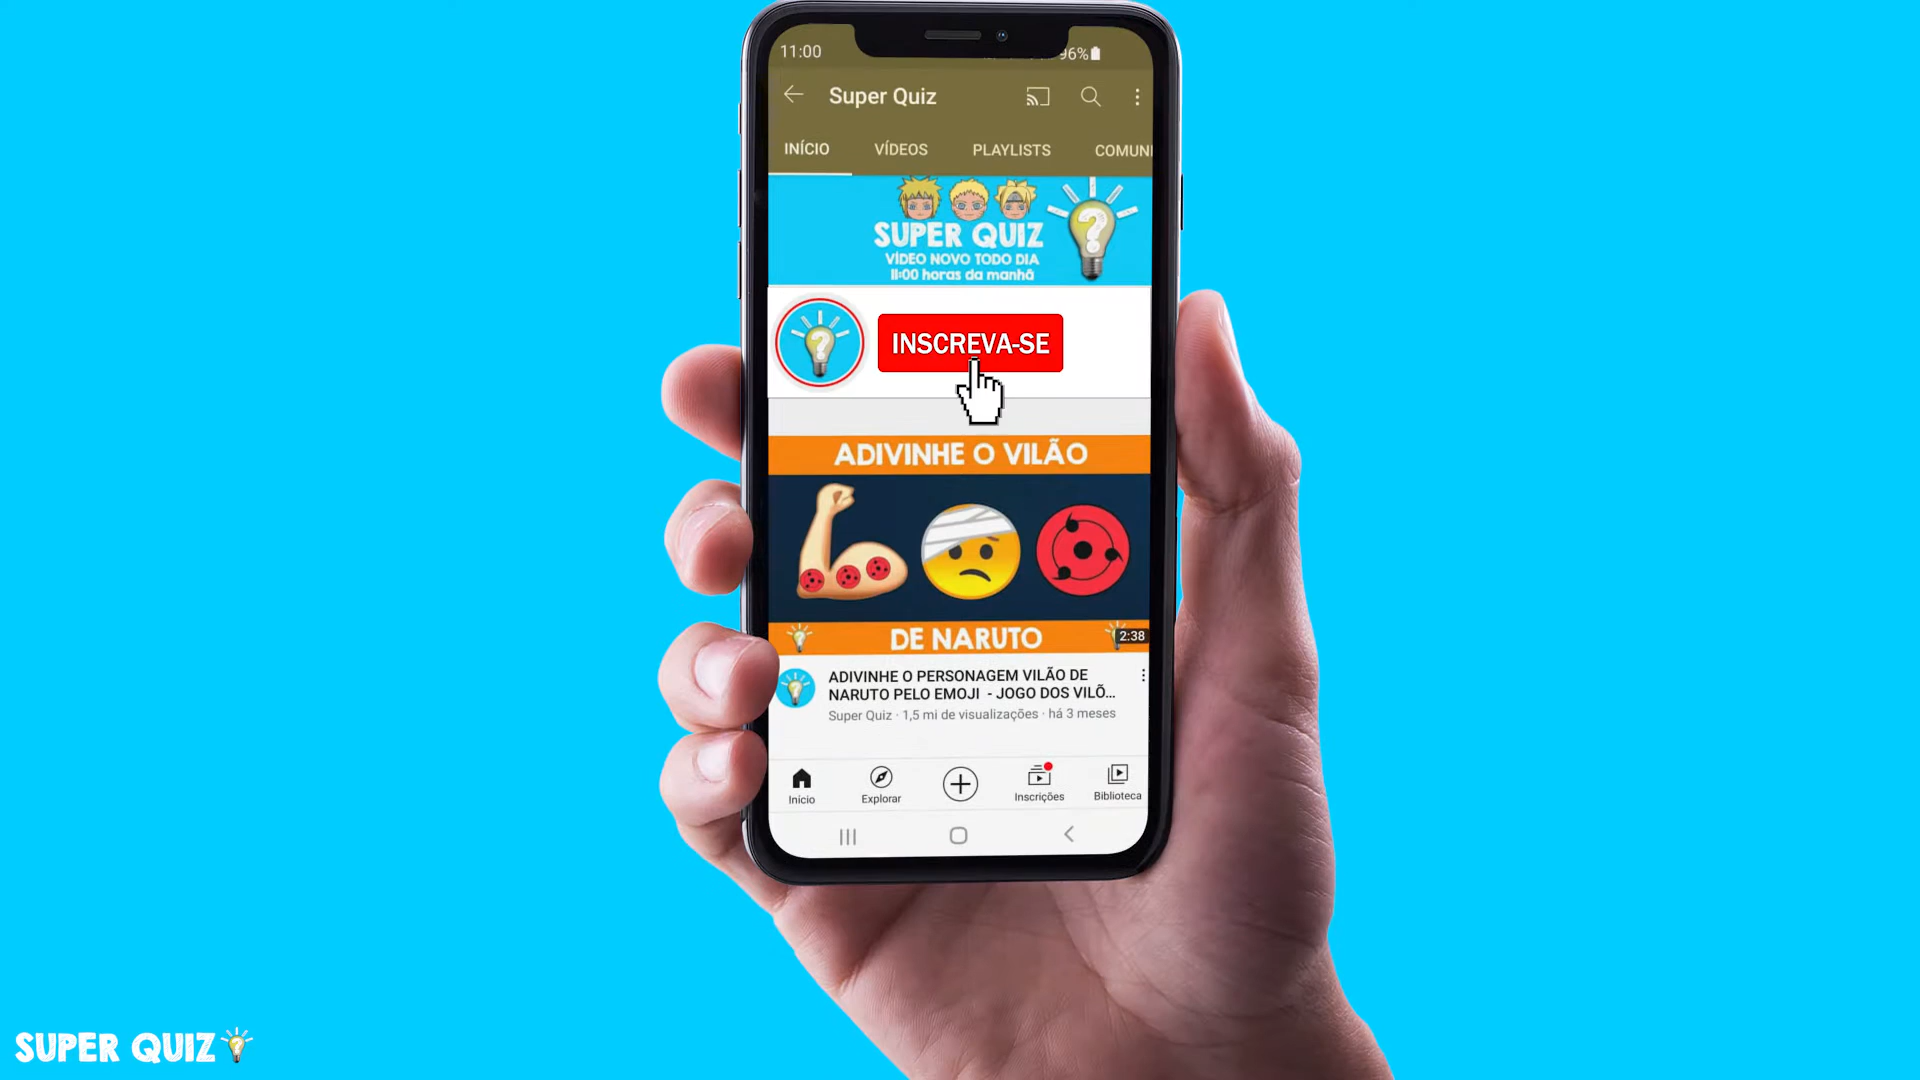 11:00
96%
Super Quiz
INÍCIO VÍDEOS PLAYLISTS COMUNI
SUPER QUIZ
VÍDEO NOVO TODO DIA
11:00 horas da manhã
INSCREVA-SE
ADIVINHE O VILÃO
DE NARUTO
2:38
ADIVINHE O PERSONAGEM VILÃO DE
NARUTO PELO EMOJI - JOGO DOS VILÕ...
Super Quiz · 1,5 mi de visualizações · há 3 meses
Início Explorar Inscrições Biblioteca
SUPER QUIZ